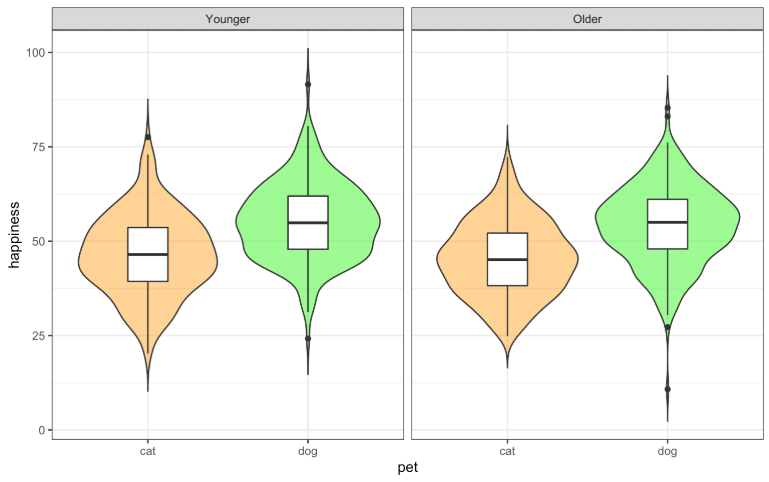 Younger
Older
100
75
50
25
0
happiness
cat
dog
cat
dog
pet